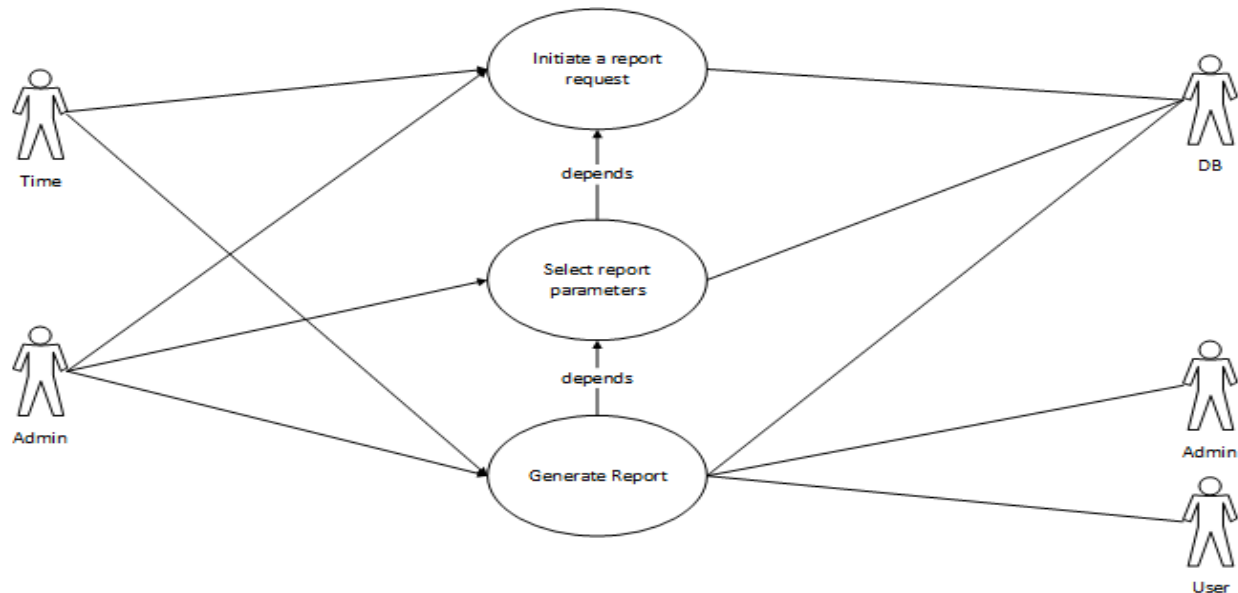 Initiate a report
request
Time
DB
depends
Select report
parameters
depends
Admin
Admin
Generate Report
User